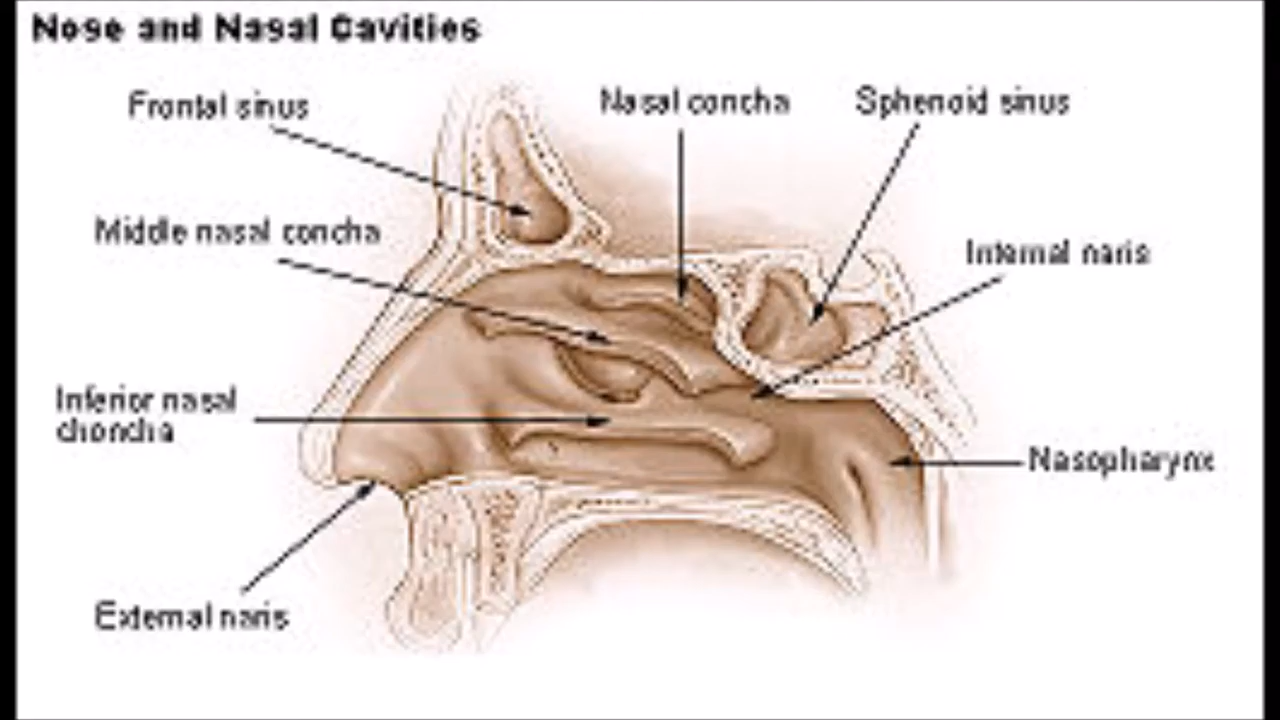 Nose and Nasal Cavities
Frontal sinus
Nasal concha
Sphenoid sinus
Middle nasal concha
Internal naris
Inferior nasal
choncha
Nasopharynx
External naris